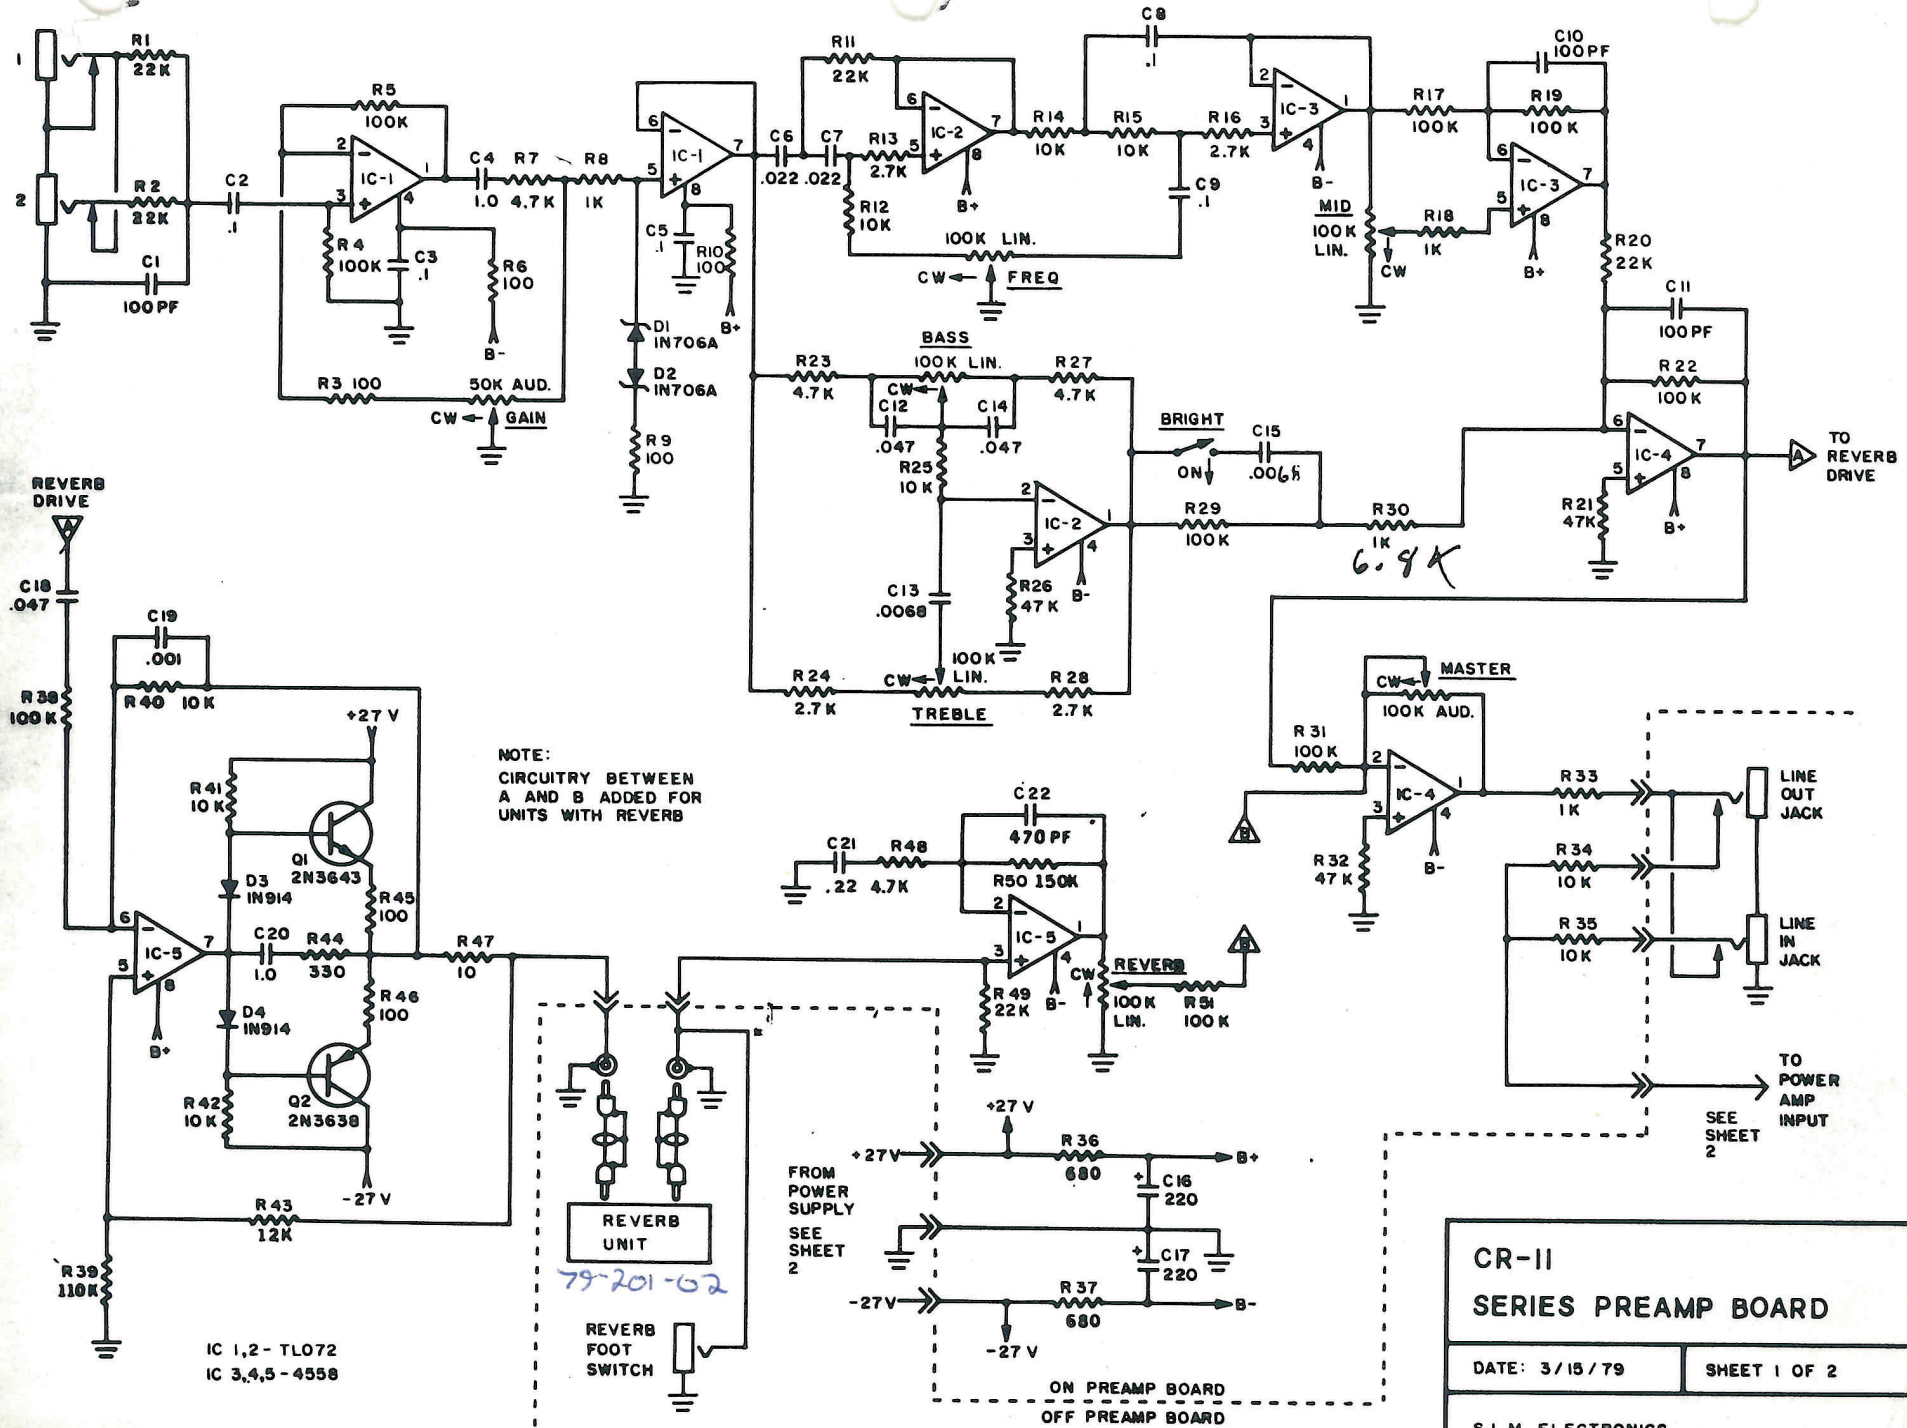 1
R1
22K
2
R2
22K
C1
100PF
C2
.1
R5
100K
2
IC-1
1
3
4
R4
100K
C3
.1
R6
100
B-
R3 100
50K AUD.
CW
GAIN
C4
1.0
R7
4.7K
R8
1K
6
IC-1
7
5
8
C5
.1
R10
100
B+
D1
IN706A
D2
IN706A
R9
100
C6
.022
C7
.022
R11
22K
R13
2.7K
R12
10K
6
IC-2
7
5
8
B+
100K LIN.
CW
FREQ
R14
10K
C8
.1
R15
10K
R16
2.7K
C9
.1
2
IC-3
1
3
4
B-
MID
100K
LIN.
CW
R17
100K
R18
1K
C10
100PF
R19
100K
6
IC-3
7
5
8
B+
R20
22K
C11
100PF
R22
100K
6
IC-4
7
5
8
B+
R21
47K
A
TO
REVERB
DRIVE
R23
4.7K
BASS
100K LIN.
CW
R27
4.7K
C12
.047
C14
.047
R25
10K
2
IC-2
1
3
4
B-
R26
47K
C13
.0068
100K
LIN.
CW
TREBLE
R24
2.7K
R28
2.7K
BRIGHT
ON
C15
.0068
R29
100K
R30
1K
6.8K
REVERB
DRIVE
A
C18
.047
R38
100K
C19
.001
R40 10K
+27V
R41
10K
Q1
2N3643
D3
IN914
R45
100
6
IC-5
7
5
8
B+
C20
1.0
R44
330
R47
10
R46
100
D4
IN914
Q2
2N3638
R42
10K
-27V
R43
12K
R39
110K
IC 1,2-TL072
IC 3,4,5-4558
NOTE:
CIRCUITRY BETWEEN
A AND B ADDED FOR
UNITS WITH REVERB
REVERB
UNIT
79-201-02
REVERB
FOOT
SWITCH
C21
.22
R48
4.7K
C22
470PF
R50 150K
2
IC-5
1
3
4
B-
R49
22K
CW
REVERB
100K
LIN.
R51
100K
B
B
R31
100K
MASTER
CW
100K AUD.
2
IC-4
1
3
4
B-
R32
47K
R33
1K
R34
10K
R35
10K
LINE
OUT
JACK
LINE
IN
JACK
TO
POWER
AMP
INPUT
SEE
SHEET
2
FROM
POWER
SUPPLY
SEE
SHEET
2
+27V
+27V
R36
680
B+
C16
220
C17
220
-27V
R37
680
B-
-27V
ON PREAMP BOARD
OFF PREAMP BOARD
CR-II
SERIES PREAMP BOARD
DATE: 3/15/79
SHEET 1 OF 2
S.L.M. ELECTRONICS